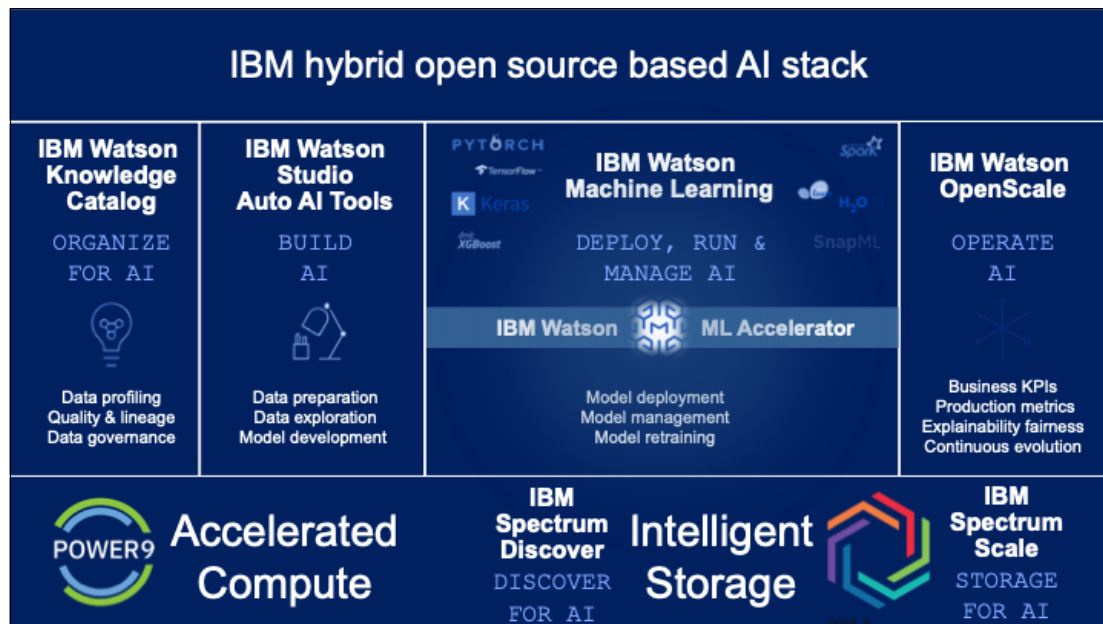 IBM hybrid open source based AI stack
IBM Watson
Knowledge
Catalog
ORGANIZE
FOR AI
Data profiling
Quality & lineage
Data governance
IBM Watson
Studio
Auto AI Tools
BUILD
AI
Data preparation
Data exploration
Model development
PYTORCH
TensorFlow
K Keras
dmlc
XGBoost
IBM Watson
Machine Learning
DEPLOY, RUN &
MANAGE AI
Spark
H2O
SnapML
IBM Watson
ML Accelerator
Model deployment
Model management
Model retraining
IBM Watson
OpenScale
OPERATE
AI
Business KPIs
Production metrics
Explainability fairness
Continuous evolution
POWER9
Accelerated
Compute
IBM
Spectrum
Discover
DISCOVER
FOR AI
Intelligent
Storage
IBM
Spectrum
Scale
STORAGE
FOR AI